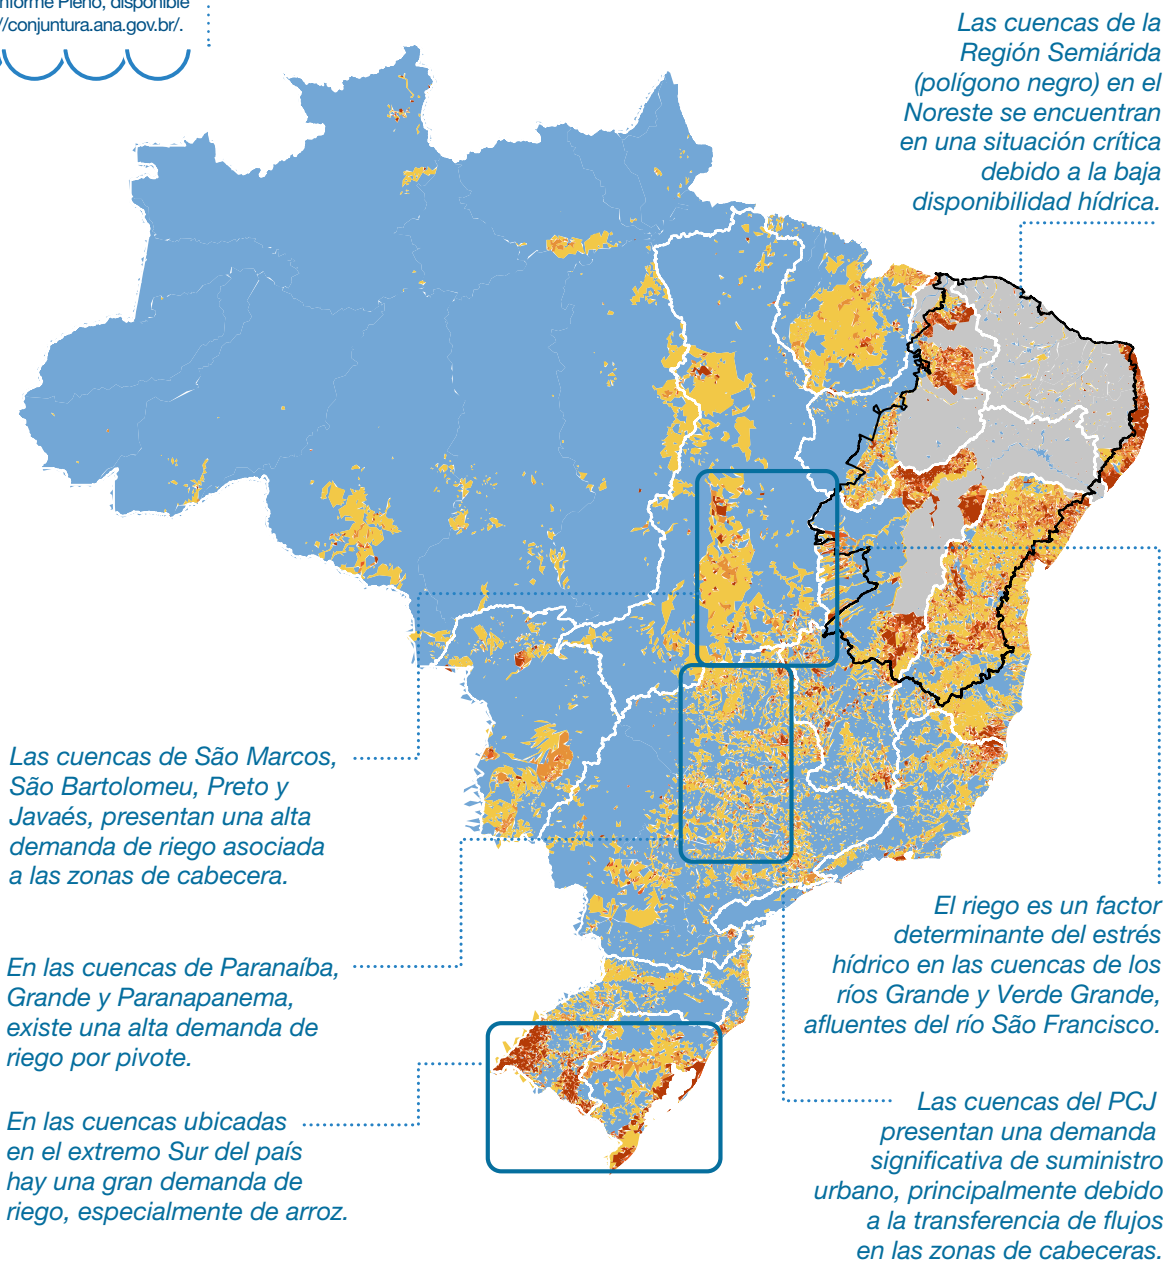 nforme Pleno, disponible
//conjuntura.ana.gov.br/.
Las cuencas de la
Región Semiárida
(polígono negro) en el
Noreste se encuentran
en una situación crítica
debido a la baja
disponibilidad hídrica.
Las cuencas de São Marcos,
São Bartolomeu, Preto y
Javaés, presentan una alta
demanda de riego asociada
a las zonas de cabecera.
En las cuencas de Paranaíba,
Grande y Paranapanema,
existe una alta demanda de
riego por pivote.
En las cuencas ubicadas
en el extremo Sur del país
hay una gran demanda de
riego, especialmente de arroz.
El riego es un factor
determinante del estrés
hídrico en las cuencas de los
ríos Grande y Verde Grande,
afluentes del río São Francisco.
Las cuencas del PCJ
presentan una demanda
significativa de suministro
urbano, principalmente debido
a la transferencia de flujos
en las zonas de cabeceras.